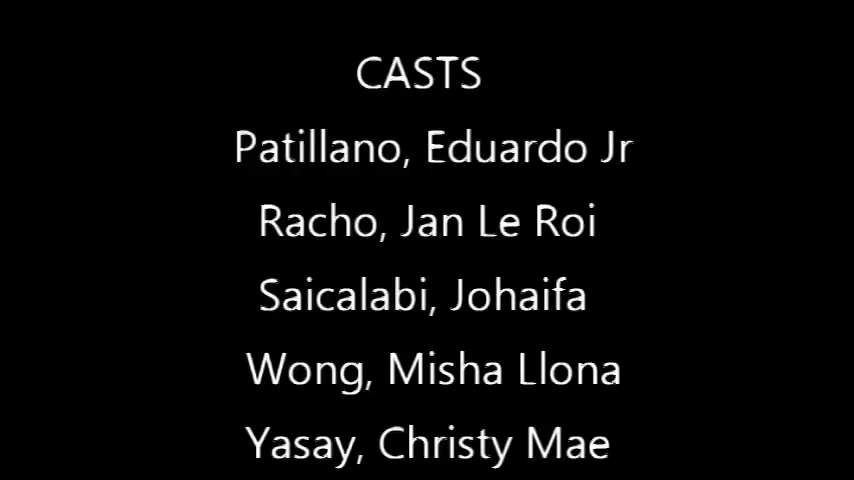 CASTS
Patillano, Eduardo Jr
Racho, Jan Le Roi
Saicalabi, Johaifa
Wong, Misha Llona
Yasay, Christy Mae